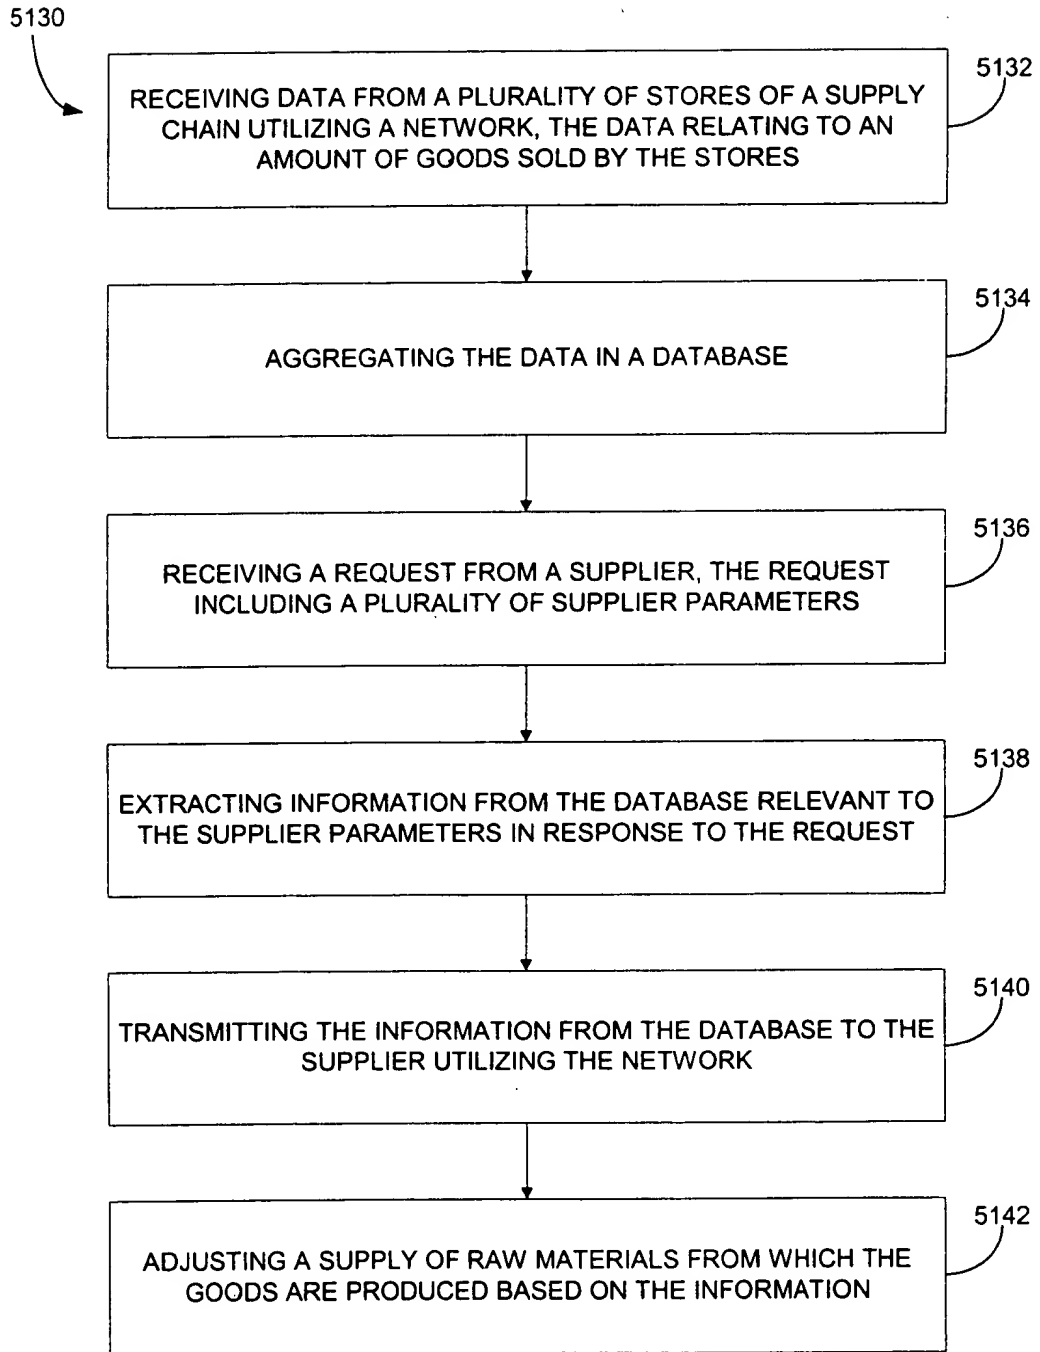 5130
5132
RECEIVING DATA FROM A PLURALITY OF STORES OF A SUPPLY
CHAIN UTILIZING A NETWORK, THE DATA RELATING TO AN
AMOUNT OF GOODS SOLD BY THE STORES
5134
AGGREGATING THE DATA IN A DATABASE
5136
RECEIVING A REQUEST FROM A SUPPLIER, THE REQUEST
INCLUDING A PLURALITY OF SUPPLIER PARAMETERS
5138
EXTRACTING INFORMATION FROM THE DATABASE RELEVANT TO
THE SUPPLIER PARAMETERS IN RESPONSE TO THE REQUEST
5140
TRANSMITTING THE INFORMATION FROM THE DATABASE TO THE
SUPPLIER UTILIZING THE NETWORK
5142
ADJUSTING A SUPPLY OF RAW MATERIALS FROM WHICH THE
GOODS ARE PRODUCED BASED ON THE INFORMATION